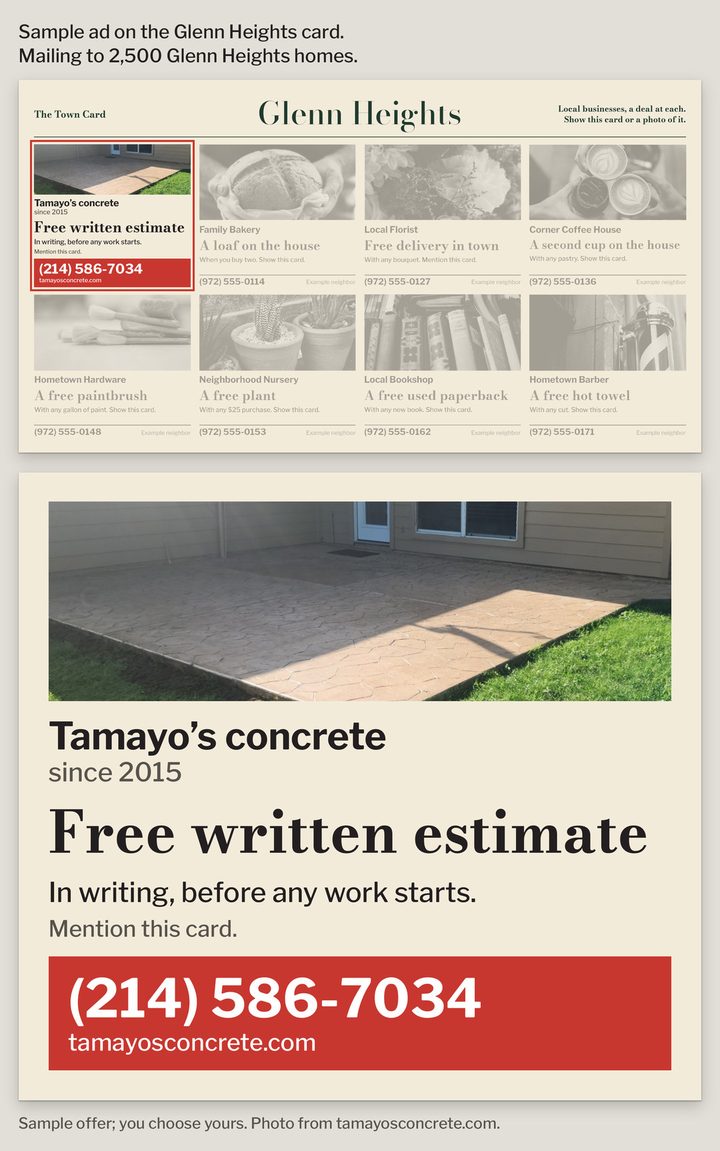 Sample ad on the Glenn Heights card.
Mailing to 2,500 Glenn Heights homes.
The Town Card
Glenn Heights
Local businesses, a deal at each.
Show this card or a photo of it.
Tamayo’s concrete
since 2015
Free written estimate
In writing, before any work starts.
Mention this card.
(214) 586-7034
tamayosconcrete.com
Family Bakery
A loaf on the house
When you buy two. Show this card.
(972) 555-0114
Example neighbor
Local Florist
Free delivery in town
With any bouquet. Mention this card.
(972) 555-0127
Example neighbor
Corner Coffee House
A second cup on the house
With any pastry. Show this card.
(972) 555-0136
Example neighbor
Hometown Hardware
A free paintbrush
With any gallon of paint. Show this card.
(972) 555-0148
Example neighbor
Neighborhood Nursery
A free plant
With any $25 purchase. Show this card.
(972) 555-0153
Example neighbor
Local Bookshop
A free used paperback
With any new book. Show this card.
(972) 555-0162
Example neighbor
Hometown Barber
A free hot towel
With any cut. Show this card.
(972) 555-0171
Example neighbor
Tamayo’s concrete
since 2015
Free written estimate
In writing, before any work starts.
Mention this card.
(214) 586-7034
tamayosconcrete.com
Sample offer; you choose yours. Photo from tamayosconcrete.com.